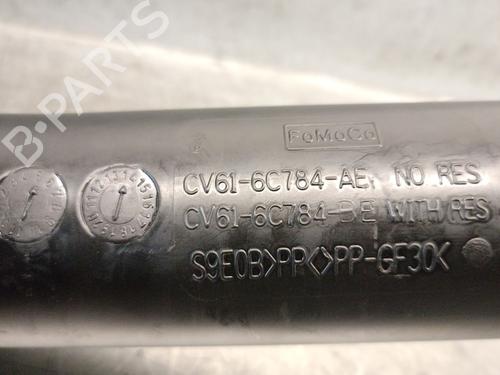 B-PARTS
FoMoCo
CV61-6C784-AE, NO RES
CV61-6C784-BE WITH RES
S9E0B>PP<>PP-GF30<